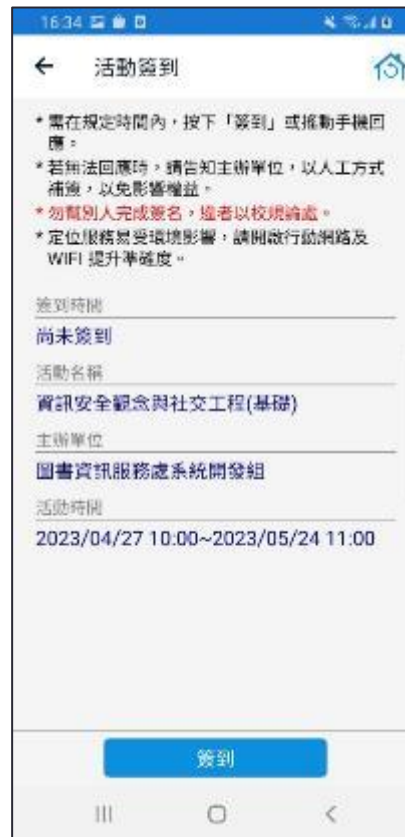 16:34
活動簽到
* 需在規定時間內，按下「簽到」或搖動手機回
應。
* 若無法回應時，請告知主辦單位，以人工方式
補簽，以免影響權益。
* 勿幫別人完成簽名，違者以校規論處。
* 定位服務易受環境影響，請開啟行動網路及
WIFI 提升準確度。
簽到時間
尚未簽到
活動名稱
資訊安全觀念與社交工程(基礎)
主辦單位
圖書資訊服務處系統開發組
活動時間
2023/04/27 10:00~2023/05/24 11:00
簽到